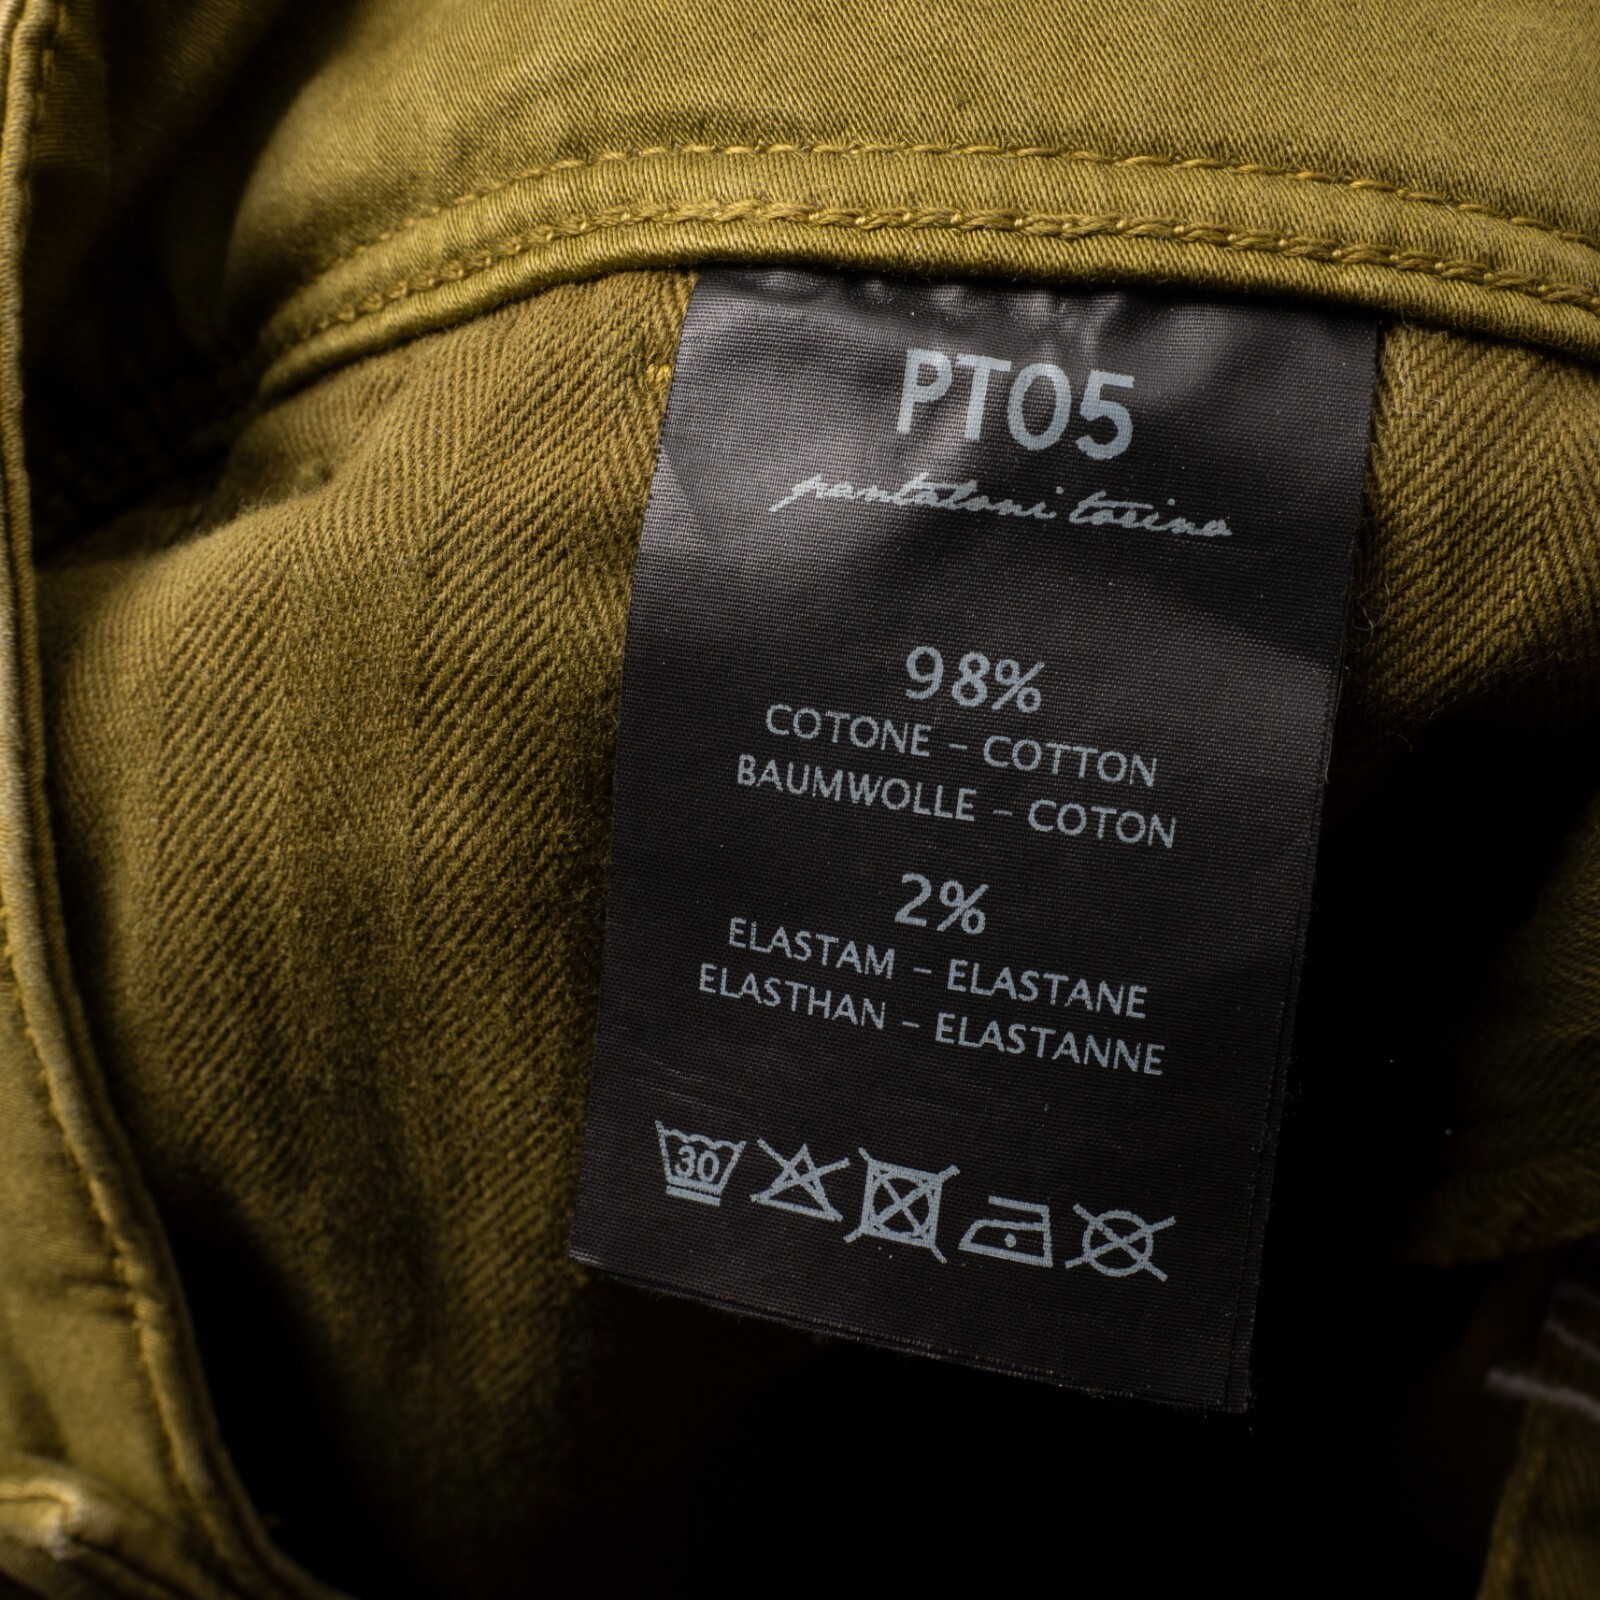 PT05
pantaloni torino
98%
COTONE – COTTON
BAUMWOLLE – COTON
2%
ELASTAM – ELASTANE
ELASTHAN – ELASTANNE
30